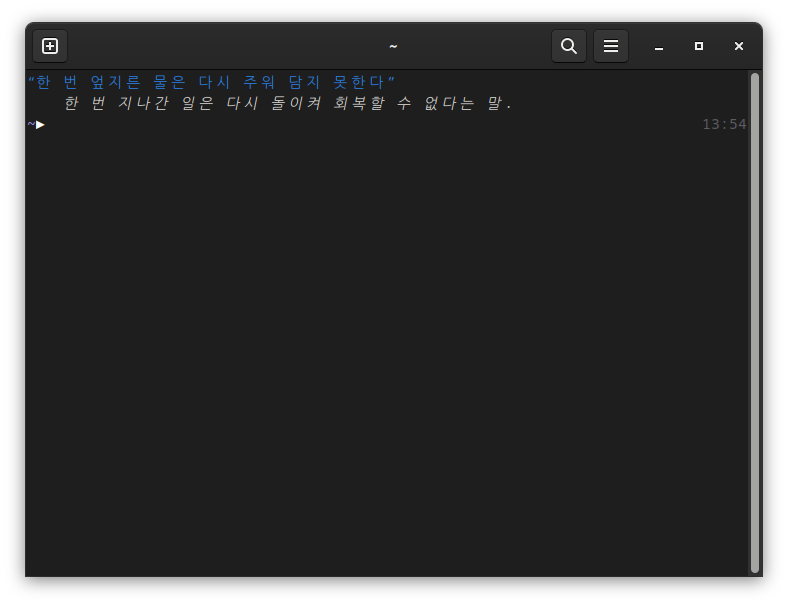 ~
“한 번 엎지른 물은 다시 주워 담지 못한다”
한 번 지나간 일은 다시 돌이켜 회복할 수 없다는 말.
~▶ 13:54